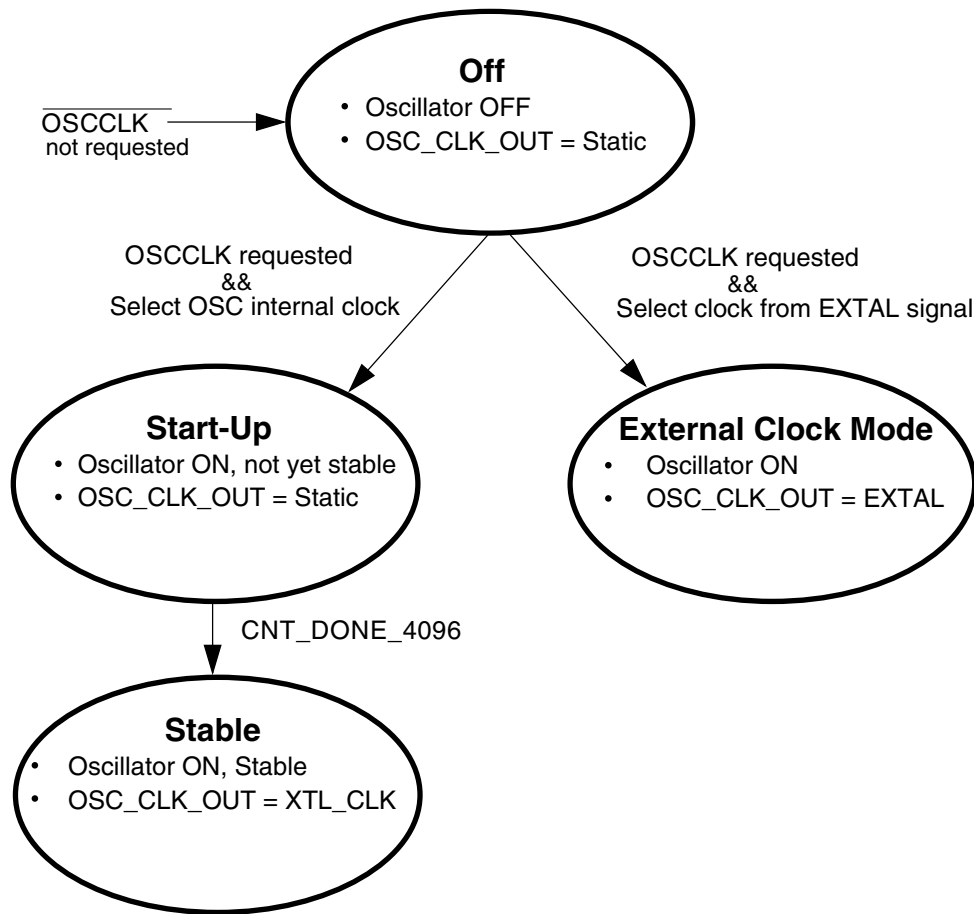 Off
• Oscillator OFF
• OSC_CLK_OUT = Static
OSCCLK
not requested
OSCCLK requested
&&
Select OSC internal clock
OSCCLK requested
&&
Select clock from EXTAL signal
Start-Up
• Oscillator ON, not yet stable
• OSC_CLK_OUT = Static
External Clock Mode
• Oscillator ON
• OSC_CLK_OUT = EXTAL
CNT_DONE_4096
Stable
• Oscillator ON, Stable
• OSC_CLK_OUT = XTL_CLK